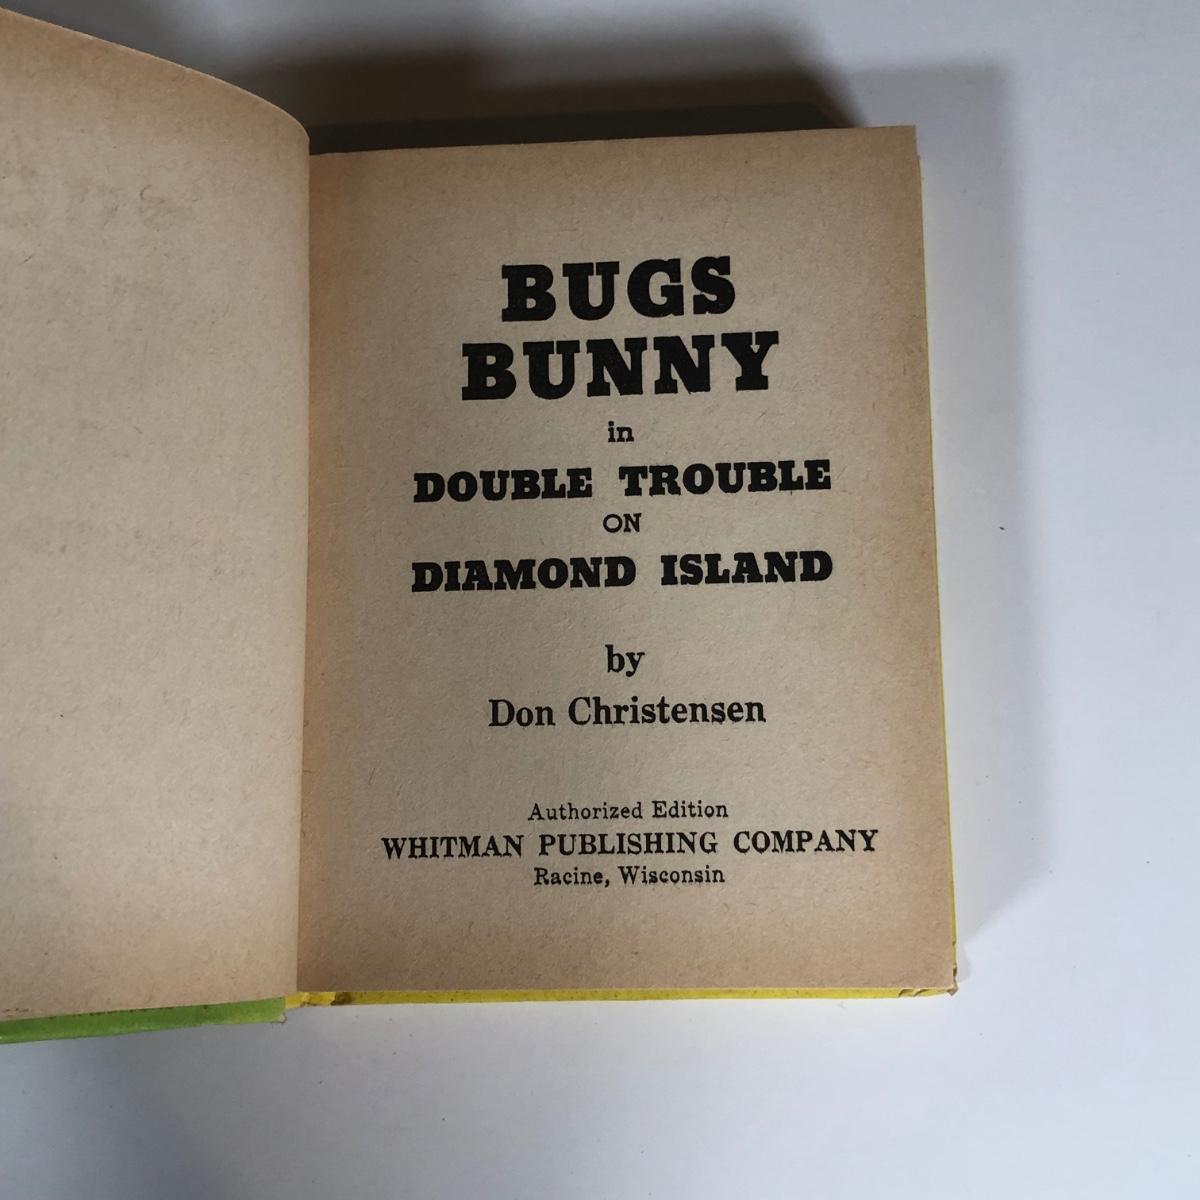 BUGS
BUNNY
in
DOUBLE TROUBLE
ON
DIAMOND ISLAND
by
Don Christensen
Authorized Edition
WHITMAN PUBLISHING COMPANY
Racine, Wisconsin